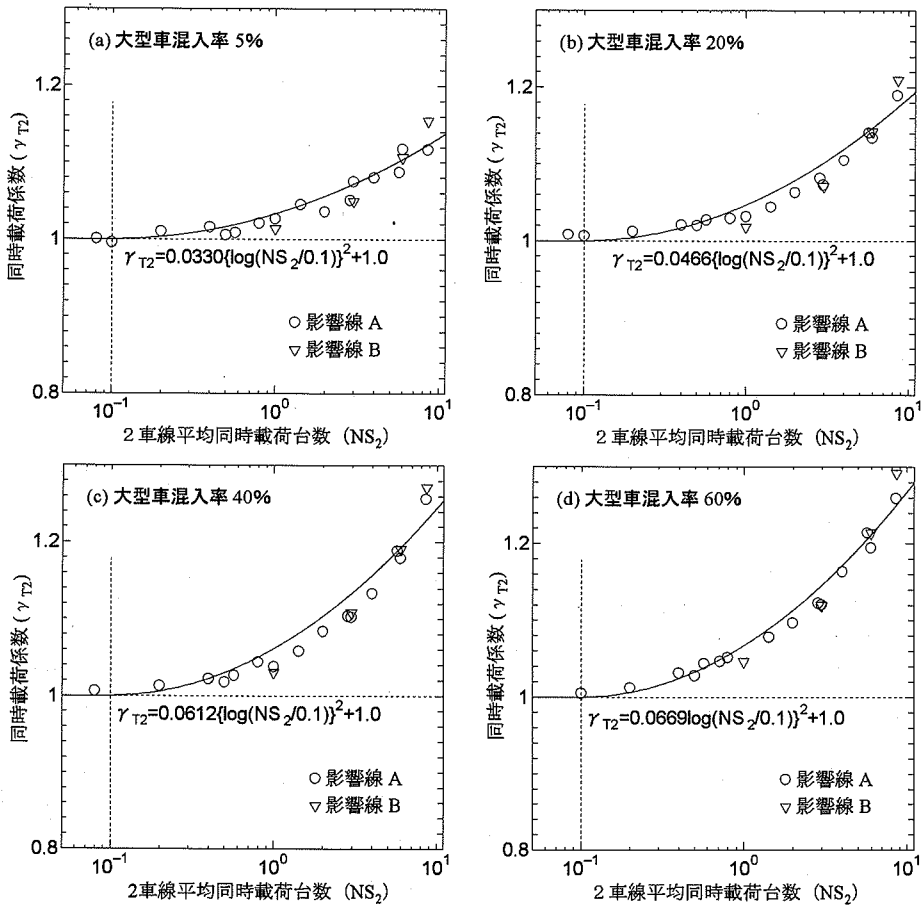 (a) 大型車混入率 5%
1.2
1
0.8
同時載荷係数 (γT2)
γT2=0.0330{log(NS2/0.1)}²+1.0
○ 影響線 A
▽ 影響線 B
10⁻¹ 10⁰ 10¹
2車線平均同時載荷台数 (NS2)
(b) 大型車混入率 20%
1.2
1
0.8
同時載荷係数 (γT2)
γT2=0.0466{log(NS2/0.1)}²+1.0
○ 影響線 A
▽ 影響線 B
10⁻¹ 10⁰ 10¹
2車線平均同時載荷台数 (NS2)
(c) 大型車混入率 40%
1.2
1
0.8
同時載荷係数 (γT2)
γT2=0.0612{log(NS2/0.1)}²+1.0
○ 影響線 A
▽ 影響線 B
10⁻¹ 10⁰ 10¹
2車線平均同時載荷台数 (NS2)
(d) 大型車混入率 60%
1.2
1
0.8
同時載荷係数 (γT2)
γT2=0.0669log(NS2/0.1)}²+1.0
○ 影響線 A
▽ 影響線 B
10⁻¹ 10⁰ 10¹
2車線平均同時載荷台数 (NS2)